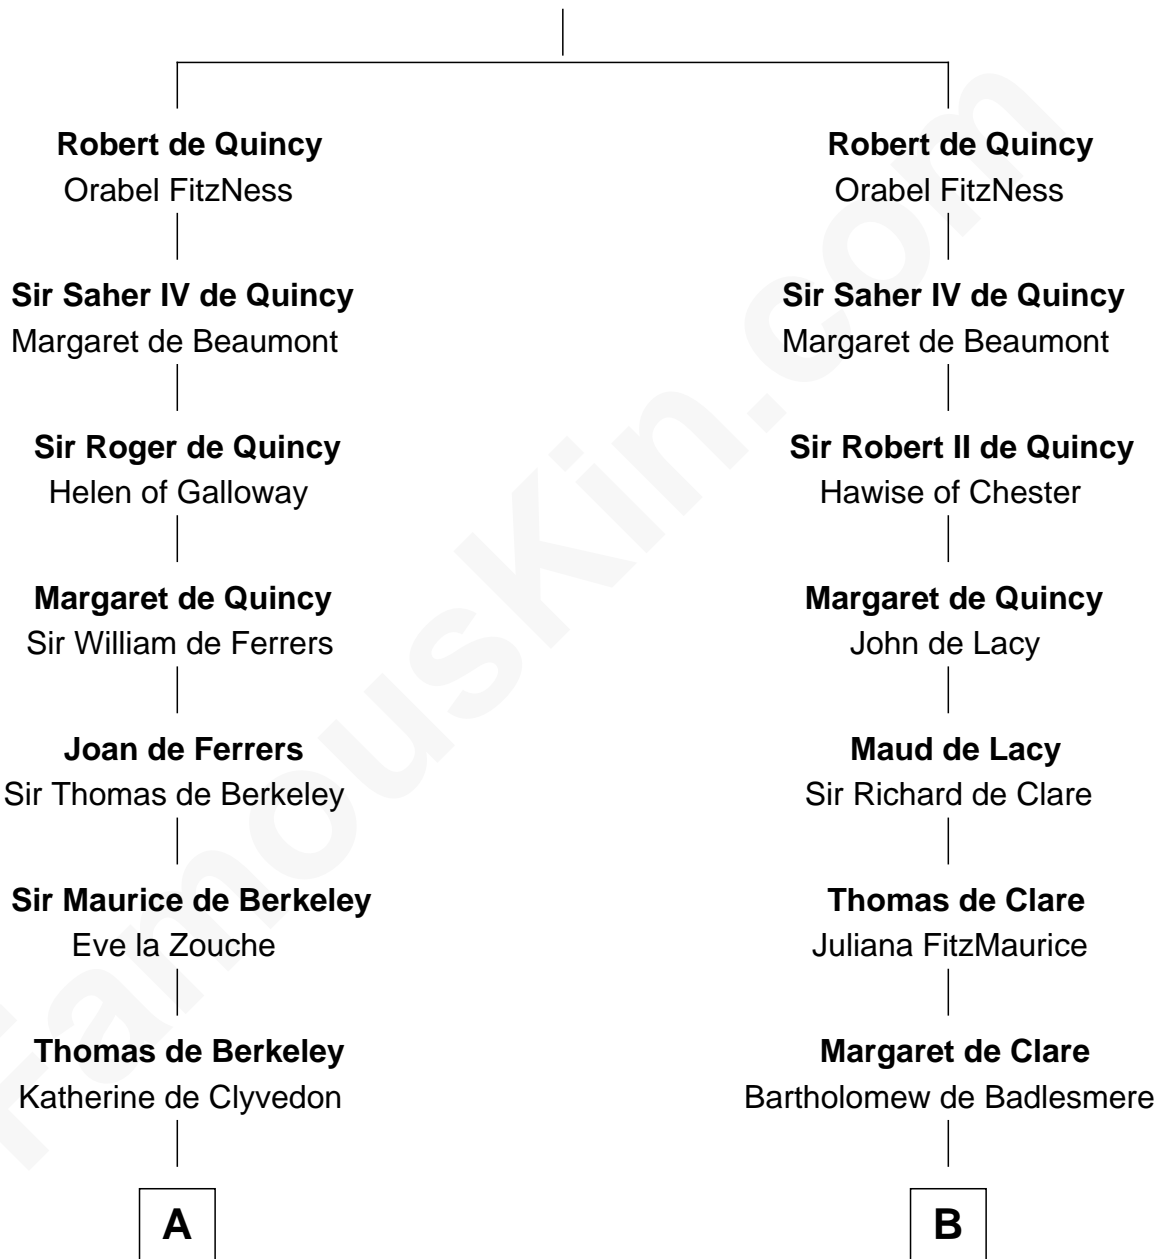 Robert de Quincy
Orabel FitzNess
Sir Saher IV de Quincy
Margaret de Beaumont
Sir Roger de Quincy
Helen of Galloway
Margaret de Quincy
Sir William de Ferrers
Joan de Ferrers
Sir Thomas de Berkeley
Sir Maurice de Berkeley
Eve la Zouche
Thomas de Berkeley
Katherine de Clyvedon
A
Robert de Quincy
Orabel FitzNess
Sir Saher IV de Quincy
Margaret de Beaumont
Sir Robert II de Quincy
Hawise of Chester
Margaret de Quincy
John de Lacy
Maud de Lacy
Sir Richard de Clare
Thomas de Clare
Juliana FitzMaurice
Margaret de Clare
Bartholomew de Badlesmere
B
FamousKin.com